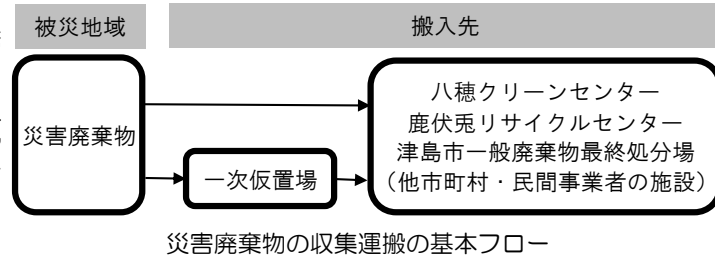 被災地域
搬入先
災害廃棄物
一次仮置場
八穂クリーンセンター
鹿伏兎リサイクルセンター
津島市一般廃棄物最終処分場
（他市町村・民間事業者の施設）
災害廃棄物の収集運搬の基本フロー